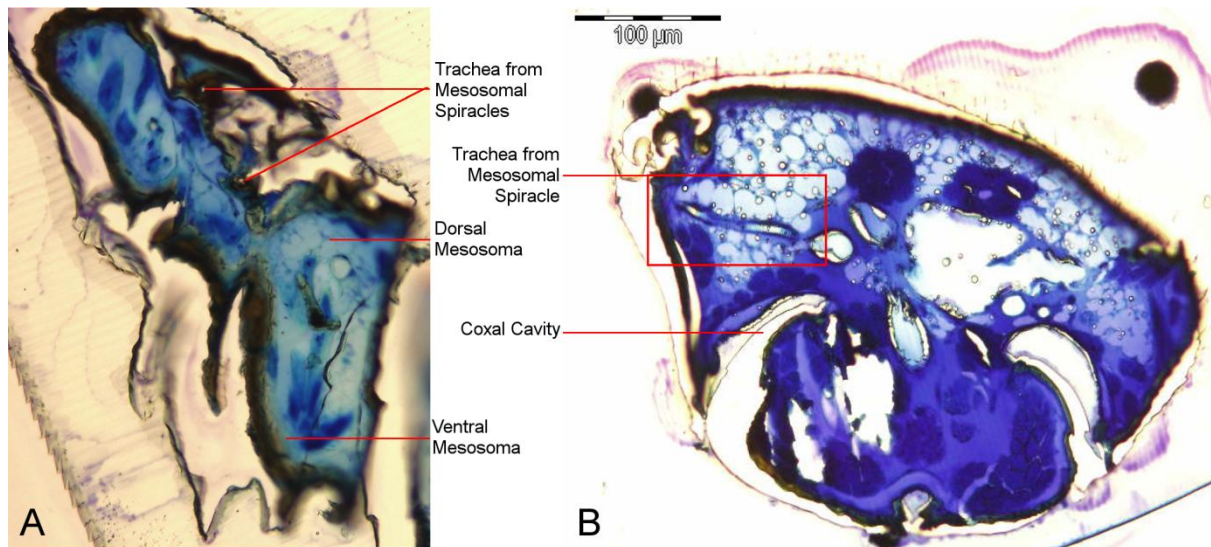 100 µm
Trachea from
Mesosomal
Spiracles
Trachea from
Mesosomal
Spiracle
Dorsal
Mesosoma
Coxal Cavity
Ventral
Mesosoma
A
B